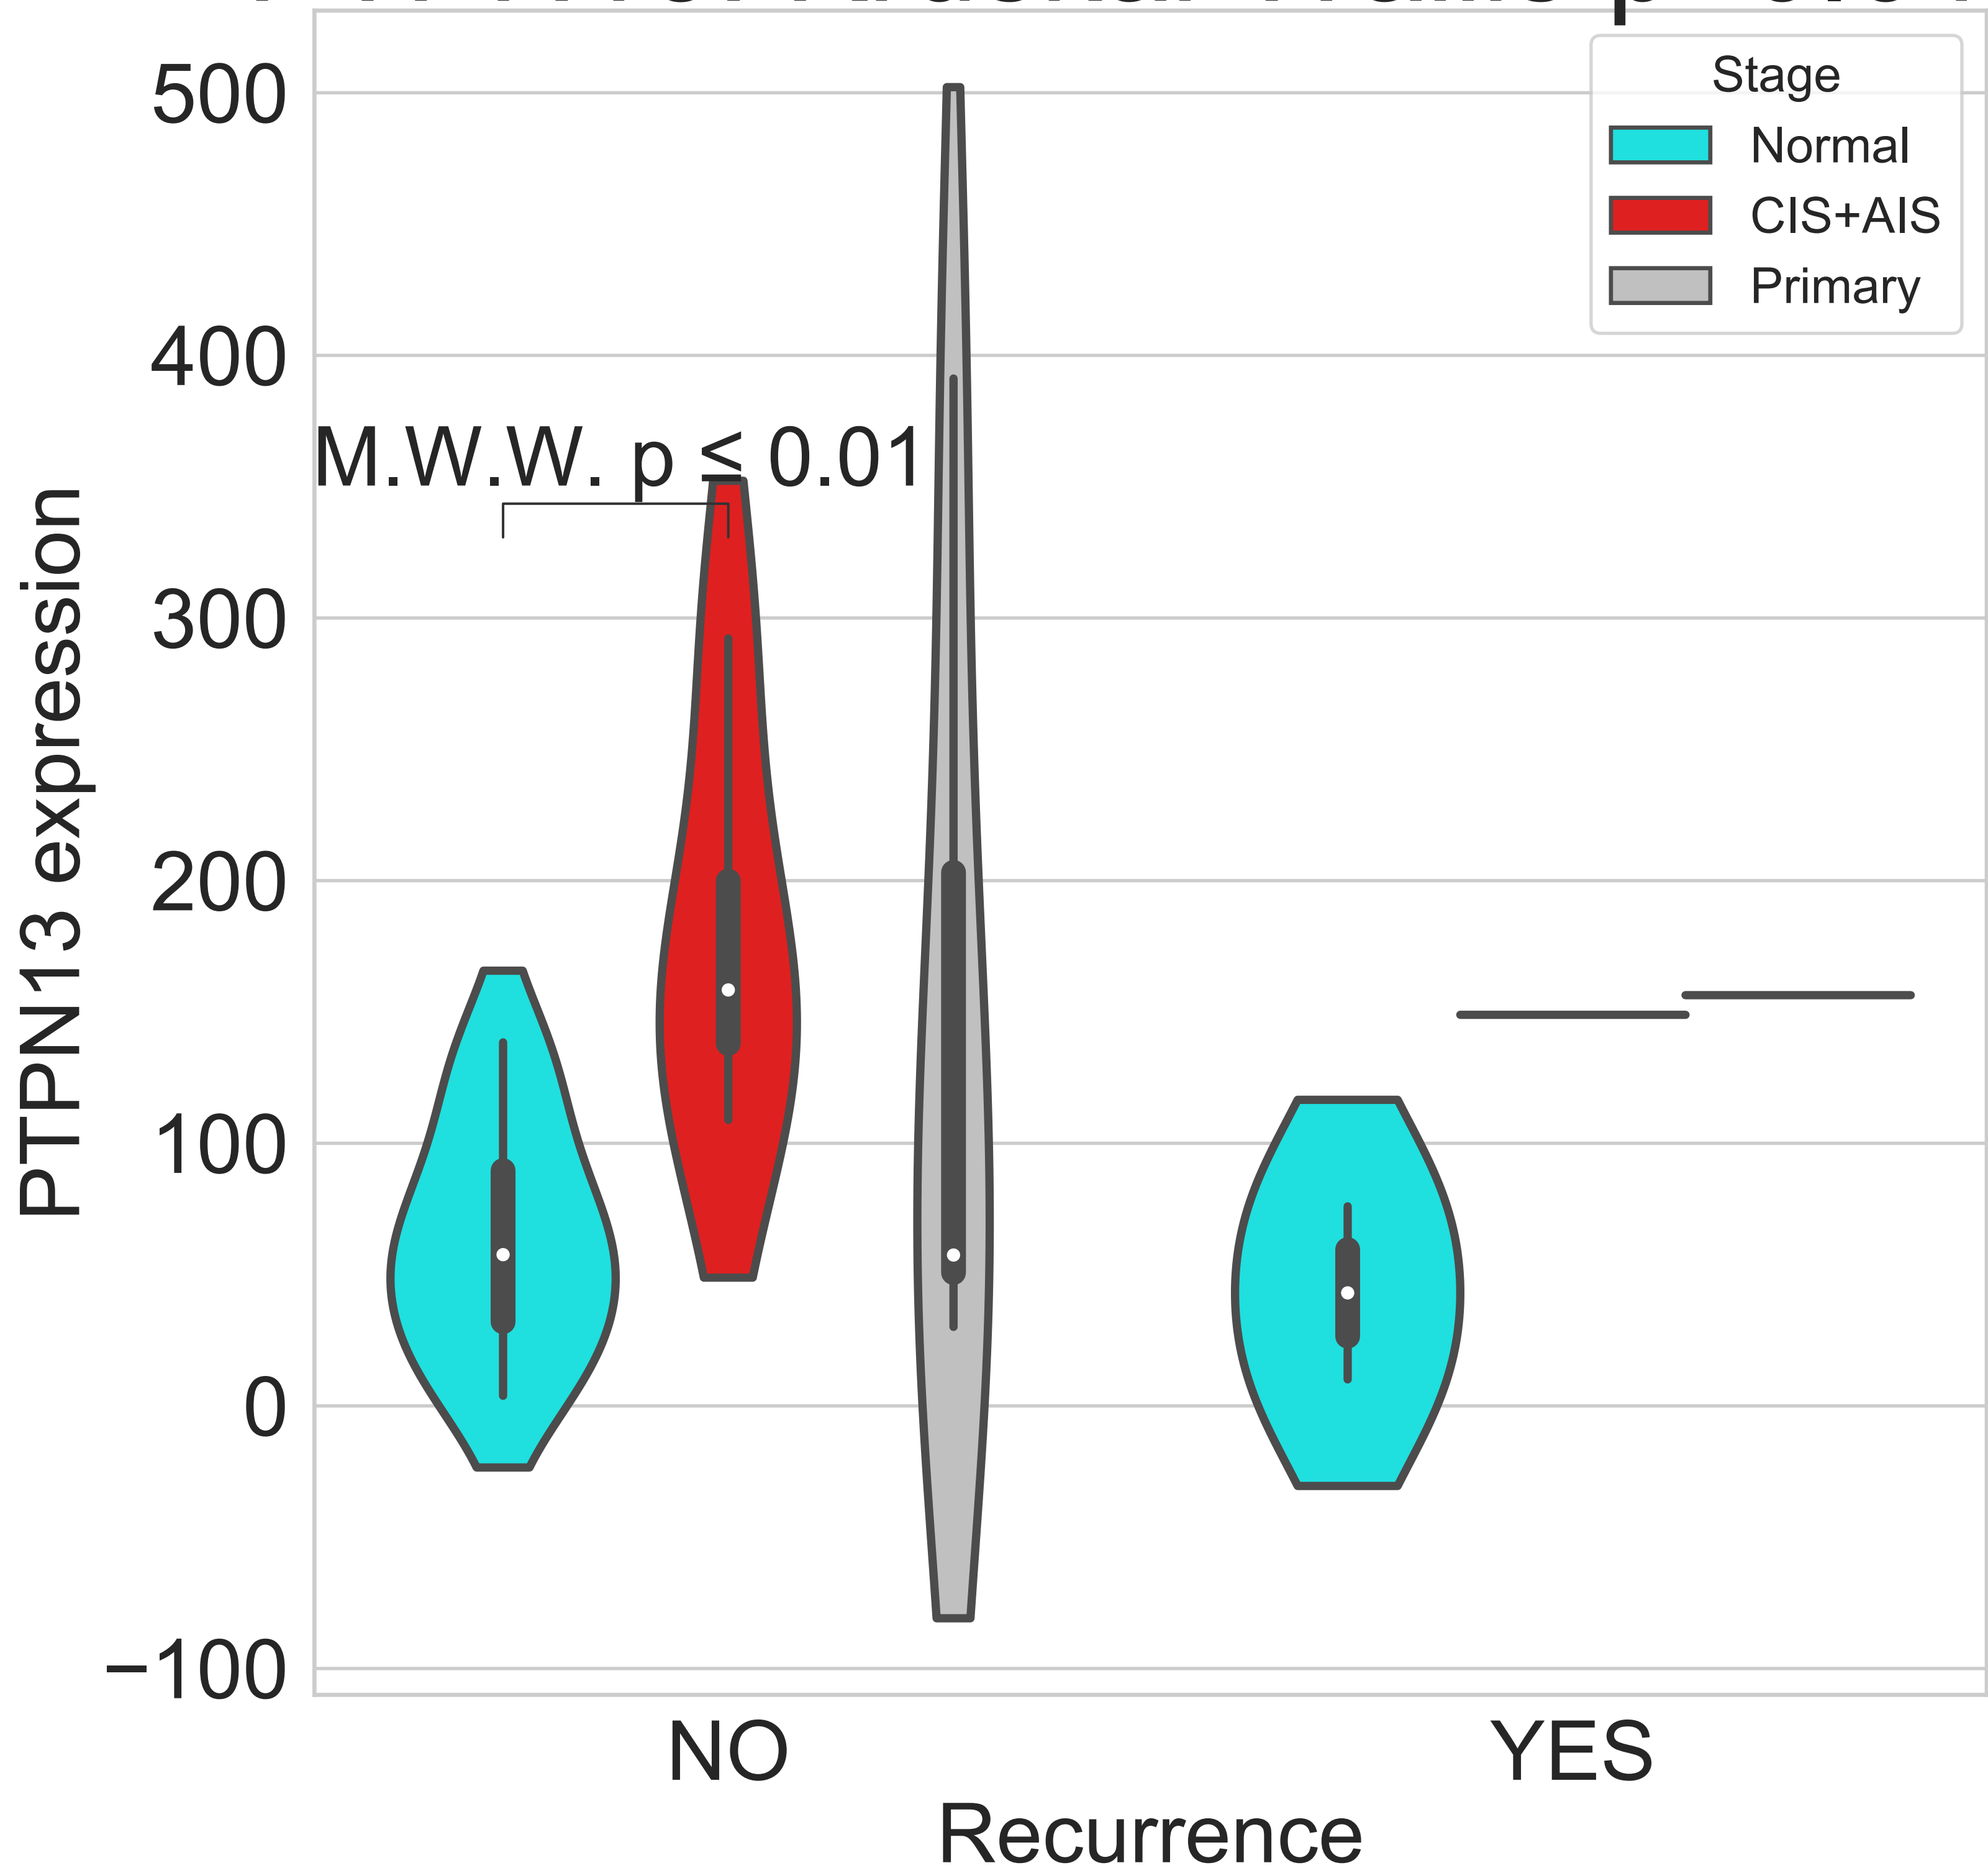 Stage
Normal
CIS+AIS
Primary
M.W.W. p ≤ 0.01
PTPN13 expression
500
400
300
200
100
0
−100
NO
YES
Recurrence